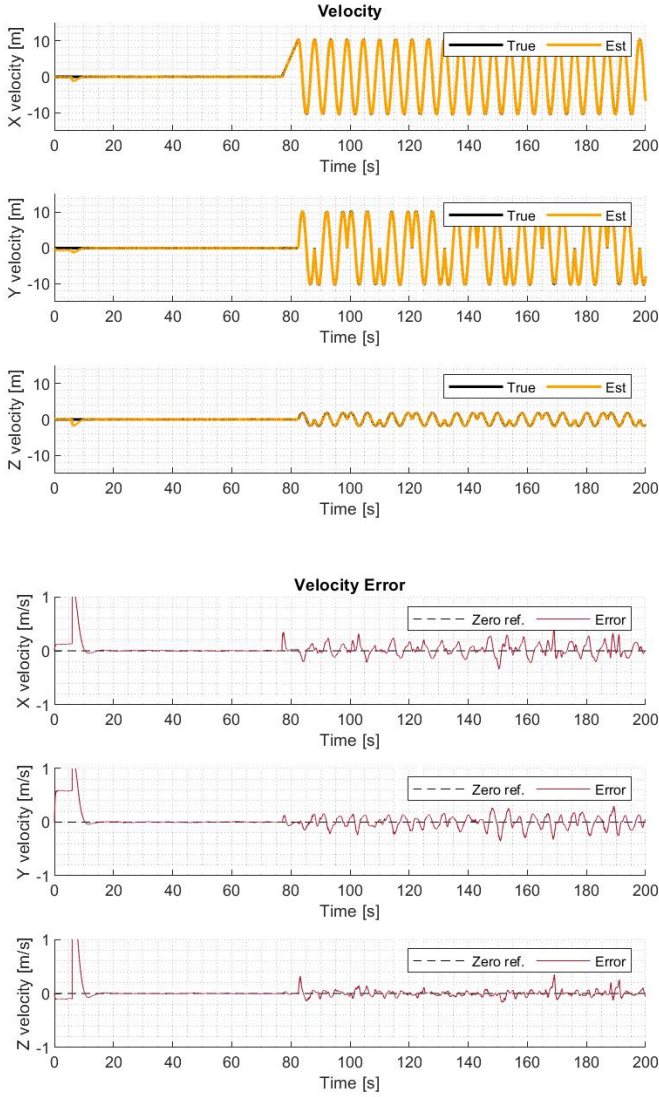 Velocity
X velocity [m]
10
0
-10
True
Est
0 20 40 60 80 100 120 140 160 180 200
Time [s]
Y velocity [m]
10
0
-10
True
Est
0 20 40 60 80 100 120 140 160 180 200
Time [s]
Z velocity [m]
10
0
-10
True
Est
0 20 40 60 80 100 120 140 160 180 200
Time [s]
Velocity Error
X velocity [m/s]
1
0
-1
Zero ref.
Error
0 20 40 60 80 100 120 140 160 180 200
Time [s]
Y velocity [m/s]
1
0
-1
Zero ref.
Error
0 20 40 60 80 100 120 140 160 180 200
Time [s]
Z velocity [m/s]
1
0
-1
Zero ref.
Error
0 20 40 60 80 100 120 140 160 180 200
Time [s]